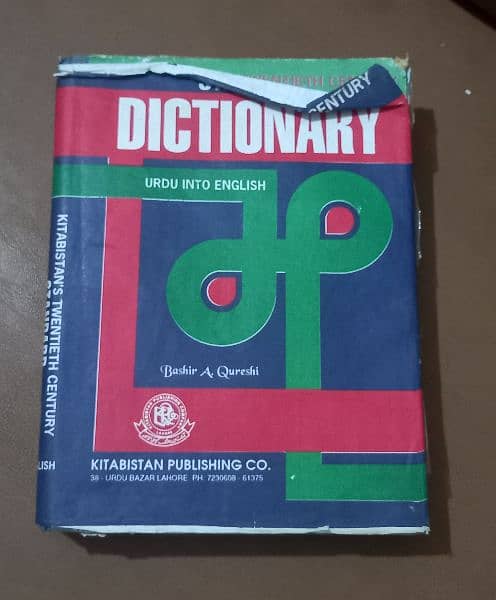 CENTURY
DICTIONARY
URDU INTO ENGLISH
Bashir A. Qureshi
KITABISTAN PUBLISHING CO.
38 - URDU BAZAR LAHORE PH: 7230608 - 61375
KITABISTAN'S TWENTIETH CENTURY